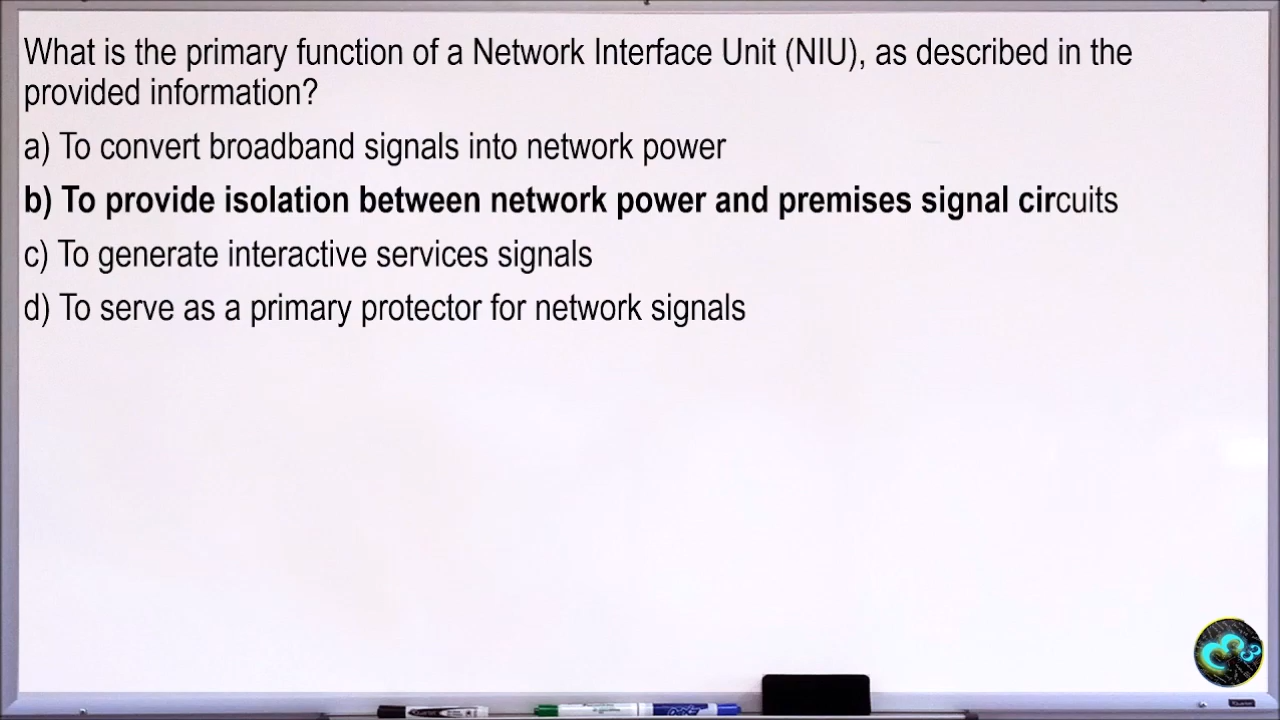 What is the primary function of a Network Interface Unit (NIU), as described in the
provided information?
a) To convert broadband signals into network power
b) To provide isolation between network power and premises signal circuits
c) To generate interactive services signals
d) To serve as a primary protector for network signals